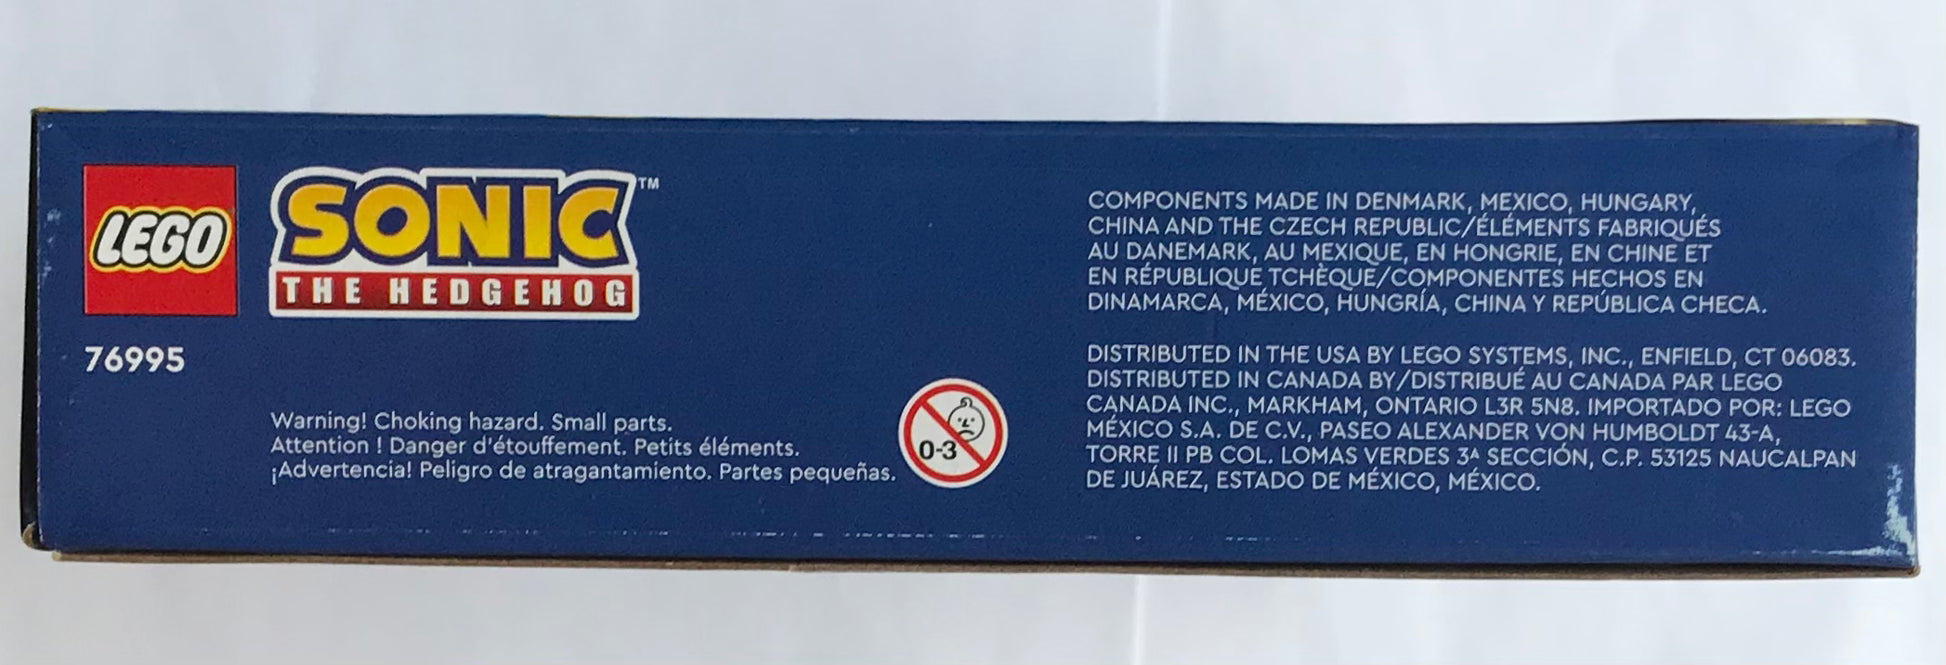 LEGO
SONIC™
THE HEDGEHOG
76995
Warning! Choking hazard. Small parts.
Attention ! Danger d'étouffement. Petits éléments.
¡Advertencia! Peligro de atragantamiento. Partes pequeñas.
0-3
COMPONENTS MADE IN DENMARK, MEXICO, HUNGARY,
CHINA AND THE CZECH REPUBLIC/ÉLÉMENTS FABRIQUÉS
AU DANEMARK, AU MEXIQUE, EN HONGRIE, EN CHINE ET
EN RÉPUBLIQUE TCHÈQUE/COMPONENTES HECHOS EN
DINAMARCA, MÉXICO, HUNGRÍA, CHINA Y REPÚBLICA CHECA.
DISTRIBUTED IN THE USA BY LEGO SYSTEMS, INC., ENFIELD, CT 06083.
DISTRIBUTED IN CANADA BY/DISTRIBUÉ AU CANADA PAR LEGO
CANADA INC., MARKHAM, ONTARIO L3R 5N8. IMPORTADO POR: LEGO
MÉXICO S.A. DE C.V., PASEO ALEXANDER VON HUMBOLDT 43-A,
TORRE II PB COL. LOMAS VERDES 3ᴬ SECCIÓN, C.P. 53125 NAUCALPAN
DE JUÁREZ, ESTADO DE MÉXICO, MÉXICO.